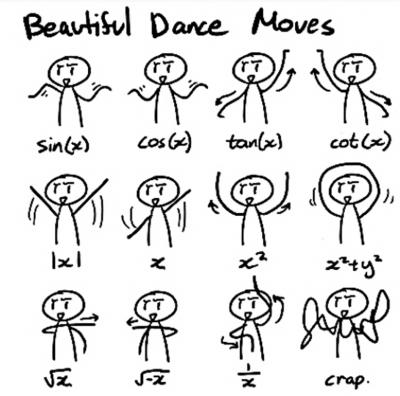 Beautiful Dance Moves
sin(x) cos(x) tan(x) cot(x)
|x| x x² x²+y²
√x √-x 1/x crap.